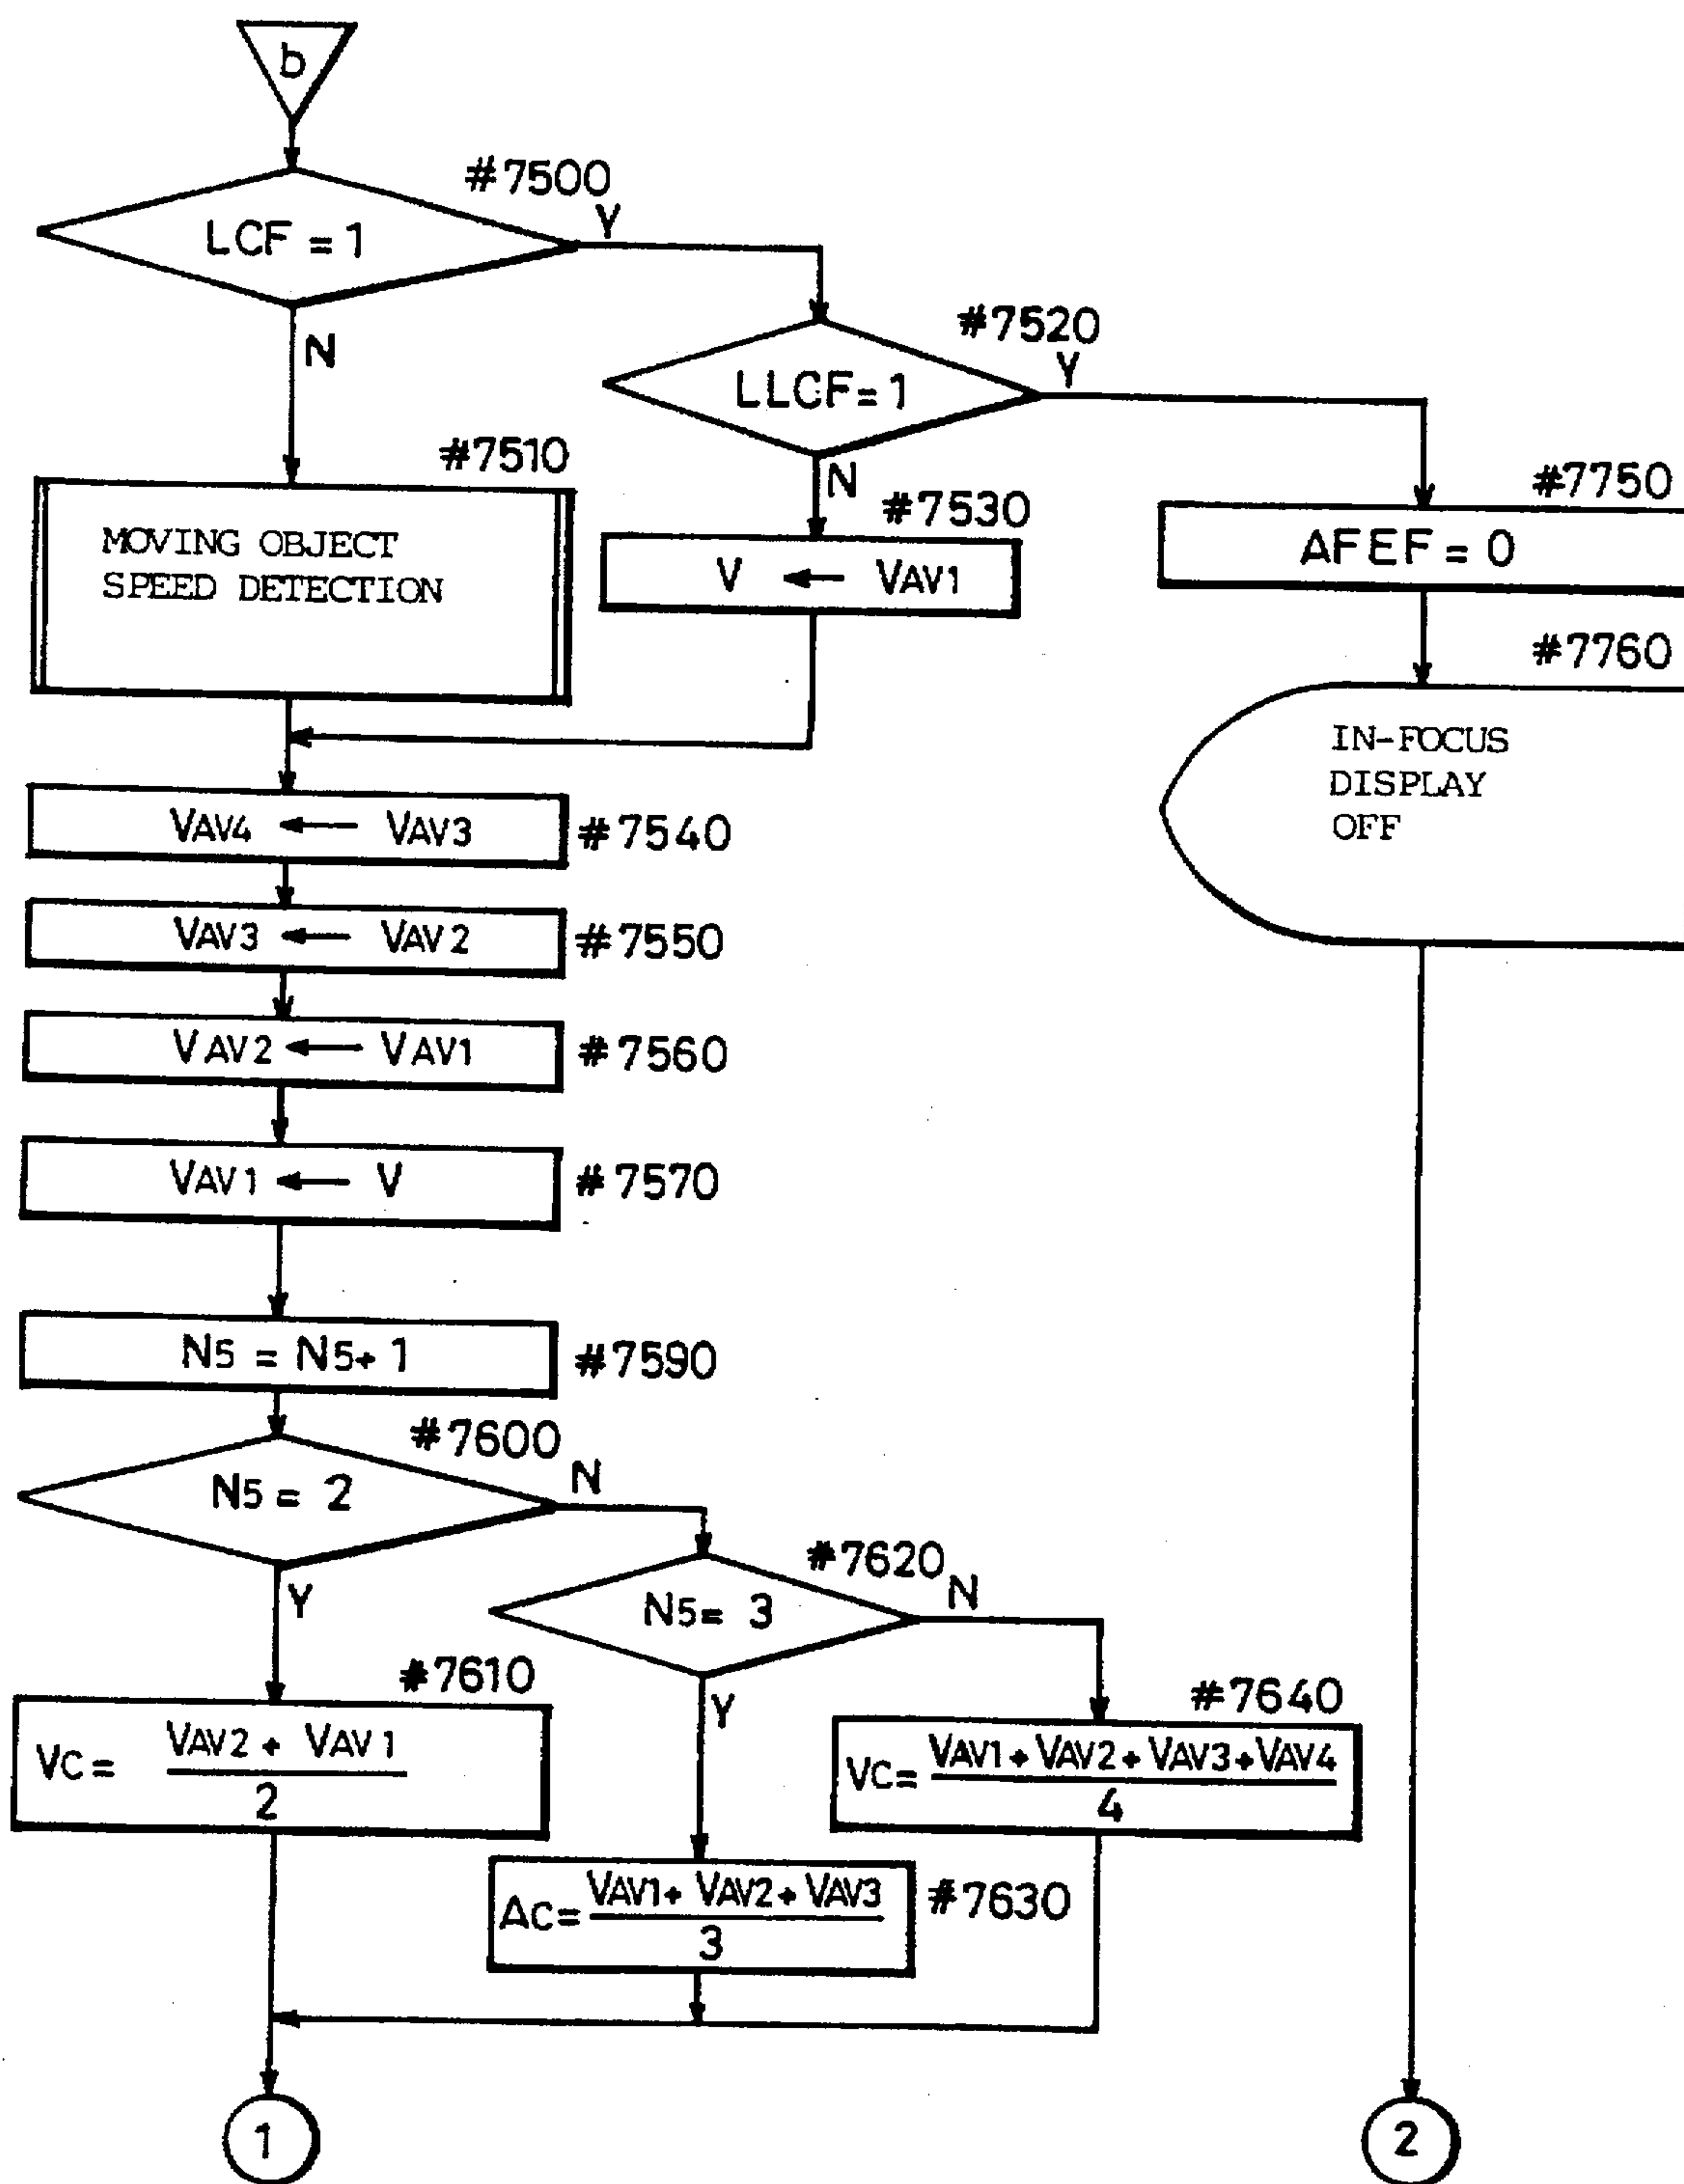 b
#7500
LCF = 1
Y
N
#7520
LLCF = 1
Y
N
#7510
MOVING OBJECT
SPEED DETECTION
#7530
V ← VAV1
#7750
AFEF = 0
#7760
IN-FOCUS
DISPLAY
OFF
VAV4 ← VAV3
#7540
VAV3 ← VAV2
#7550
VAV2 ← VAV1
#7560
VAV1 ← V
#7570
N5 = N5 + 1
#7590
#7600
N5 = 2
N
Y
#7620
N5 = 3
N
Y
#7610
VC = VAV2 + VAV1
2
#7640
VC = VAV1 + VAV2 + VAV3 + VAV4
4
AC = VAV1 + VAV2 + VAV3
3
#7630
1
2